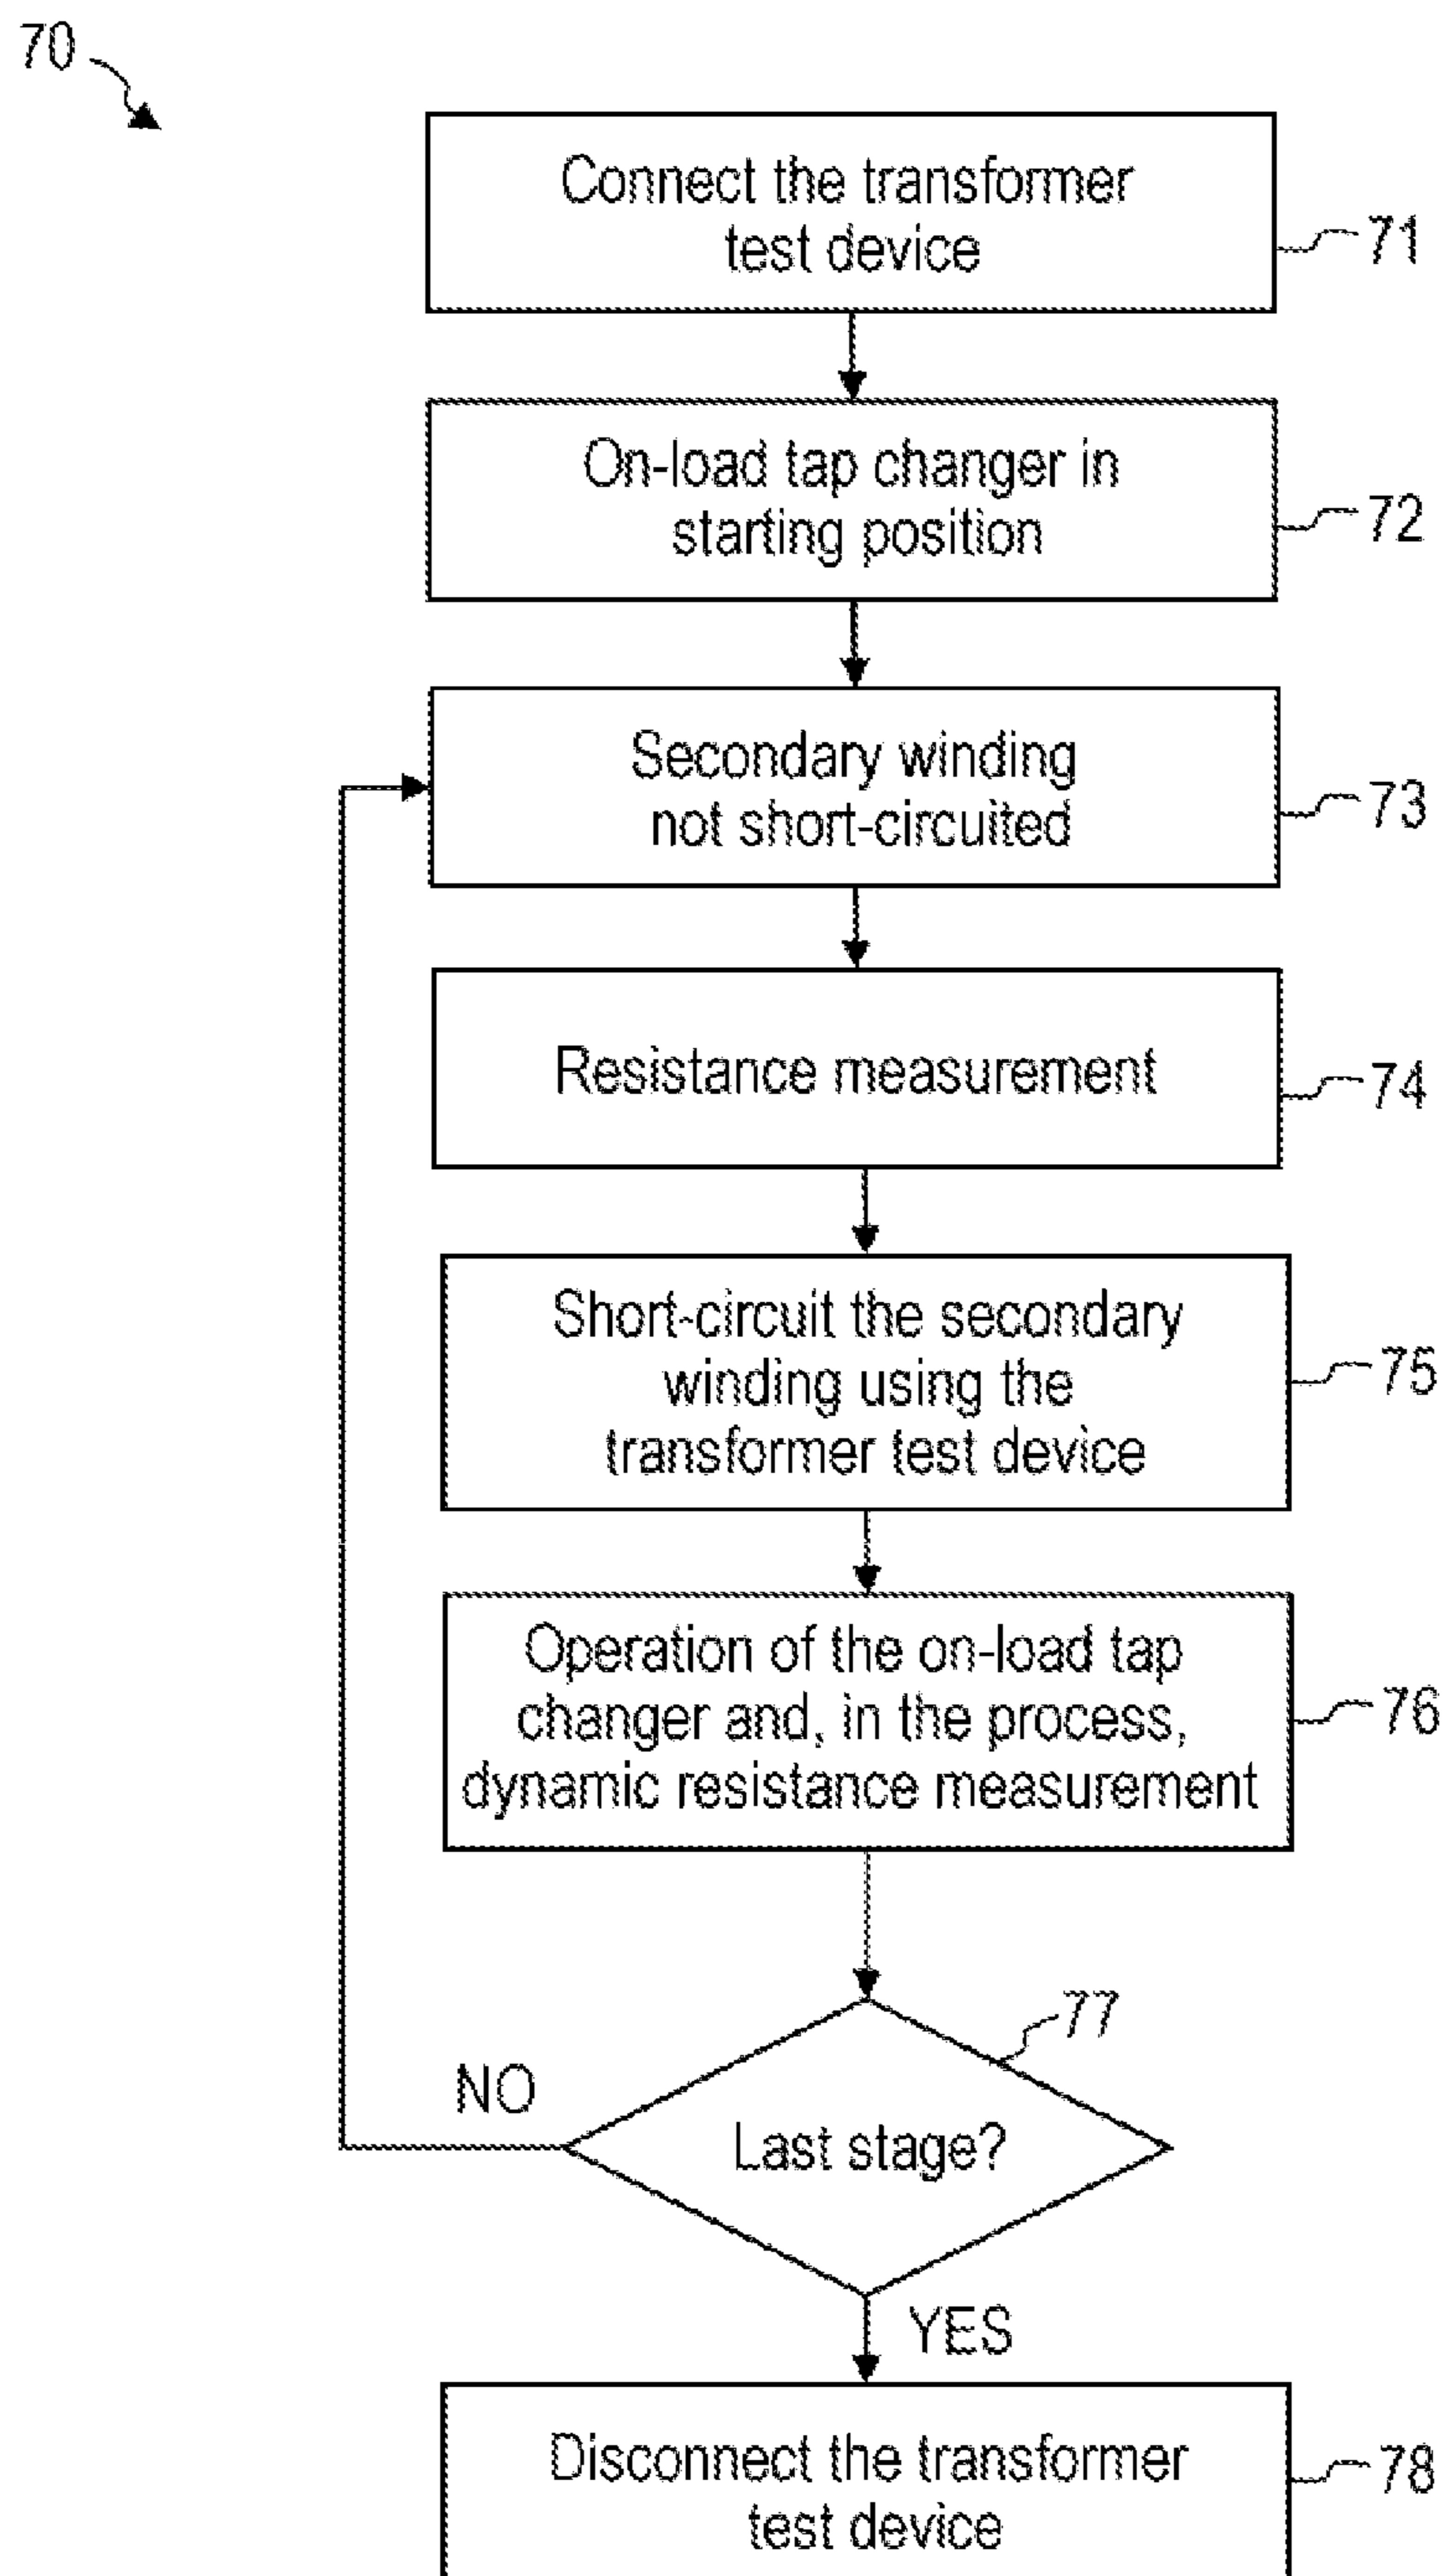 70
Connect the transformer
test device
71
On-load tap changer in
starting position
72
Secondary winding
not short-circuited
73
Resistance measurement
74
Short-circuit the secondary
winding using the
transformer test device
75
Operation of the on-load tap
changer and, in the process,
dynamic resistance measurement
76
77
Last stage?
NO
YES
Disconnect the transformer
test device
78